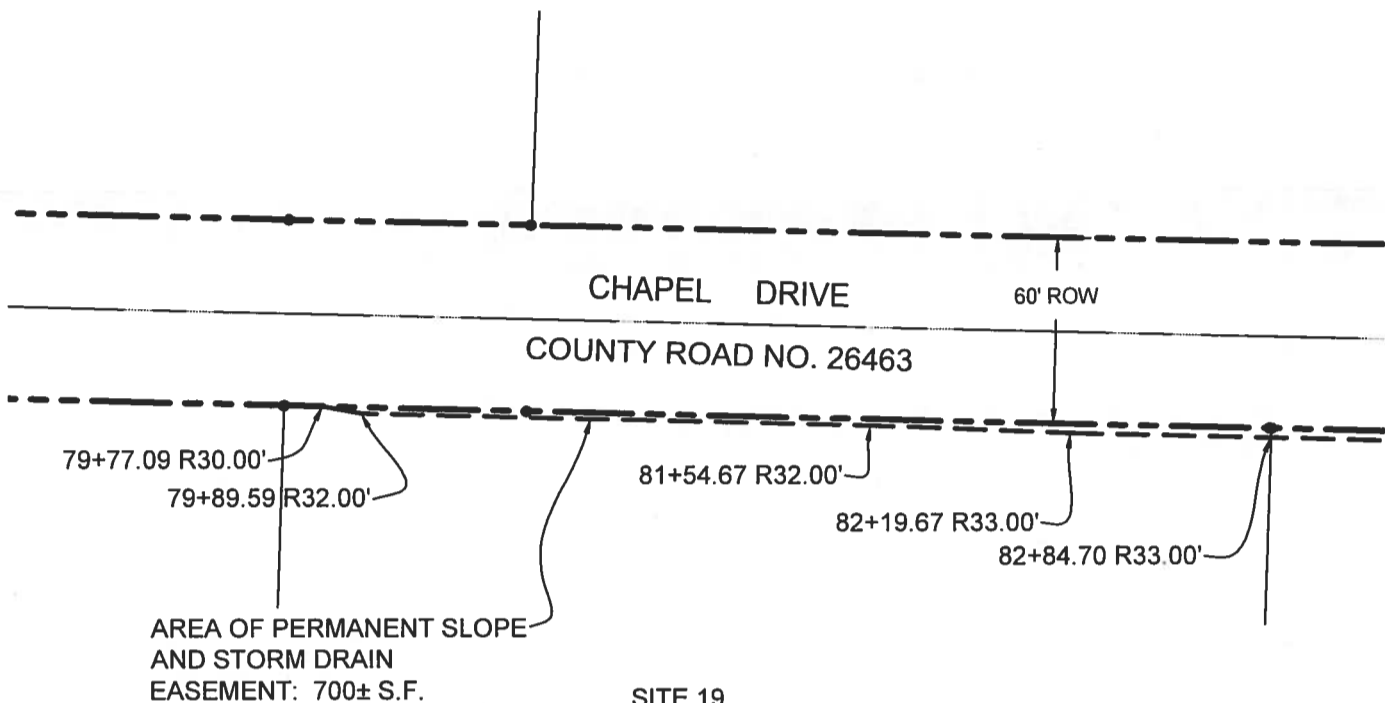 CHAPEL DRIVE
60' ROW
COUNTY ROAD NO. 26463
79+77.09 R30.00'
79+89.59 R32.00'
81+54.67 R32.00'
82+19.67 R33.00'
82+84.70 R33.00'
AREA OF PERMANENT SLOPE
AND STORM DRAIN
EASEMENT: 700± S.F.
SITE 19